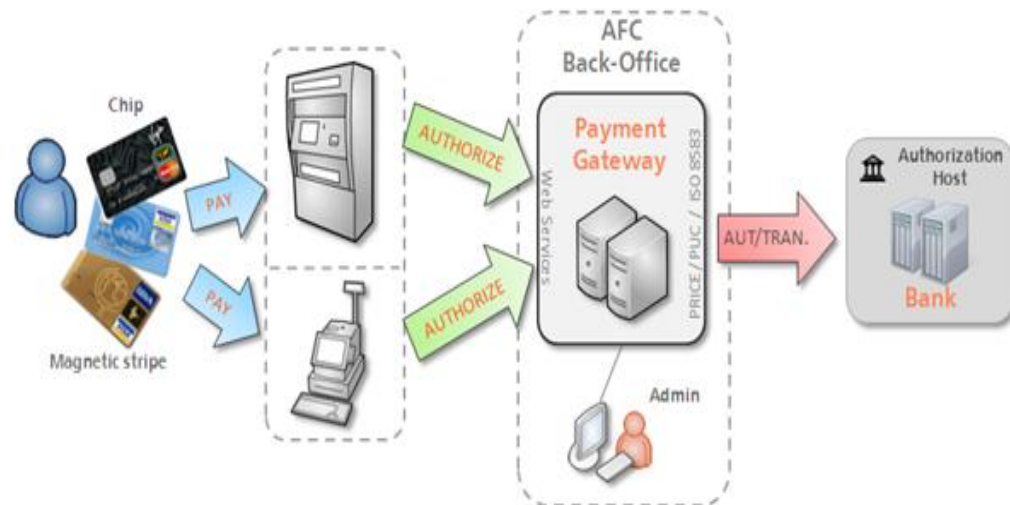 Chip
PAY
PAY
Magnetic stripe
AUTHORIZE
AUTHORIZE
AFC
Back-Office
Payment
Gateway
Web Services
PRICE / PUC / ISO 8583
Admin
AUT/TRAN.
Authorization
Host
Bank